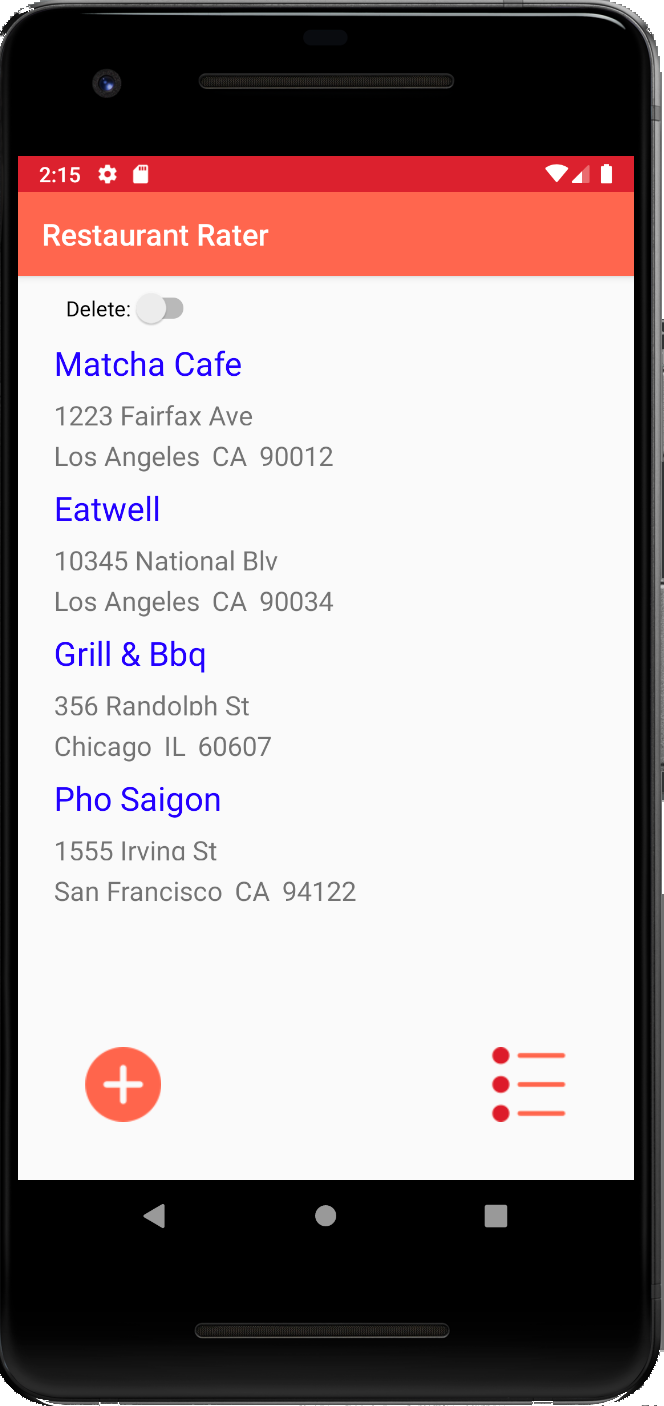 2:15
Restaurant Rater
Delete:
Matcha Cafe
1223 Fairfax Ave
Los Angeles CA 90012
Eatwell
10345 National Blv
Los Angeles CA 90034
Grill & Bbq
356 Randolph St
Chicago IL 60607
Pho Saigon
1555 Irving St
San Francisco CA 94122